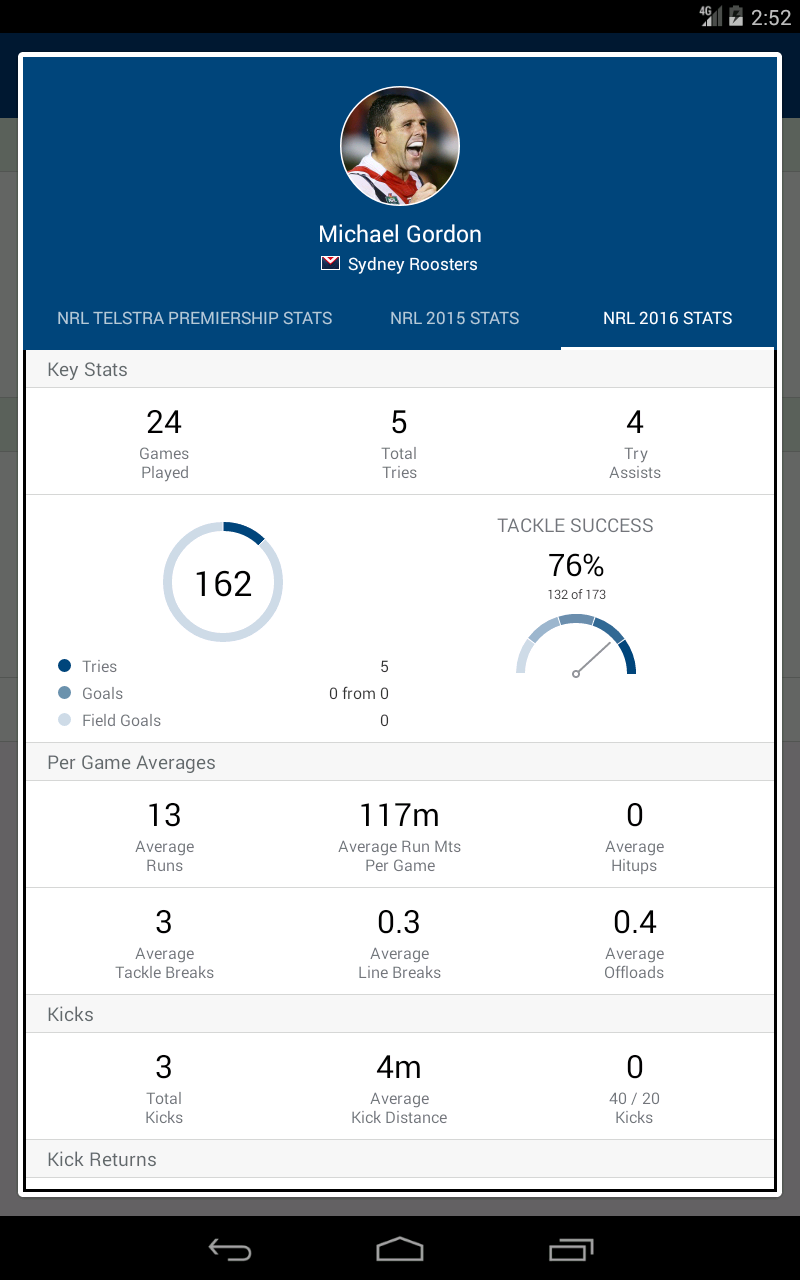 4G 2:52
Michael Gordon
Sydney Roosters
NRL TELSTRA PREMIERSHIP STATS NRL 2015 STATS NRL 2016 STATS
Key Stats
24 5 4
Games Total Try
Played Tries Assists
TACKLE SUCCESS
162
76%
132 of 173
Tries 5
Goals 0 from 0
Field Goals 0
Per Game Averages
13 117m 0
Average Average Run Mts Average
Runs Per Game Hitups
3 0.3 0.4
Average Average Average
Tackle Breaks Line Breaks Offloads
Kicks
3 4m 0
Total Average 40 / 20
Kicks Kick Distance Kicks
Kick Returns